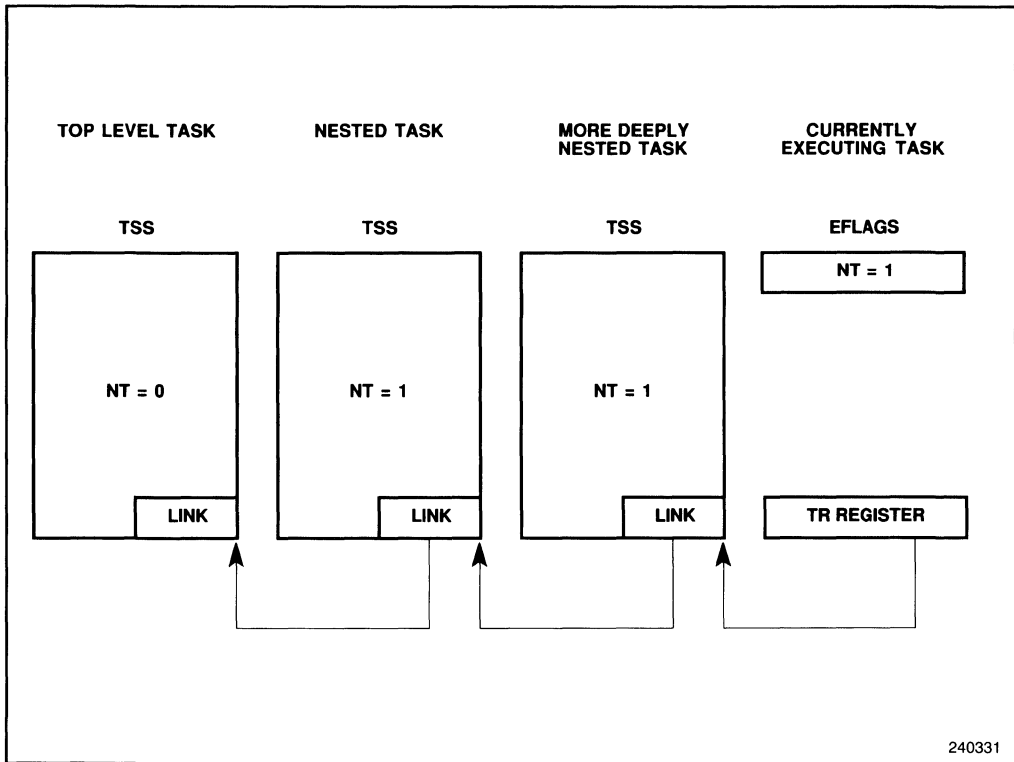 TOP LEVEL TASK
NESTED TASK
MORE DEEPLY
NESTED TASK
CURRENTLY
EXECUTING TASK
TSS
TSS
TSS
EFLAGS
NT = 1
NT = 0
NT = 1
NT = 1
LINK
LINK
LINK
TR REGISTER
240331